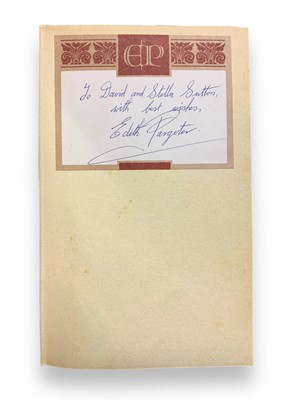 EP
To David and Stella Sutton,
with best wishes,
Edith Pargeter.